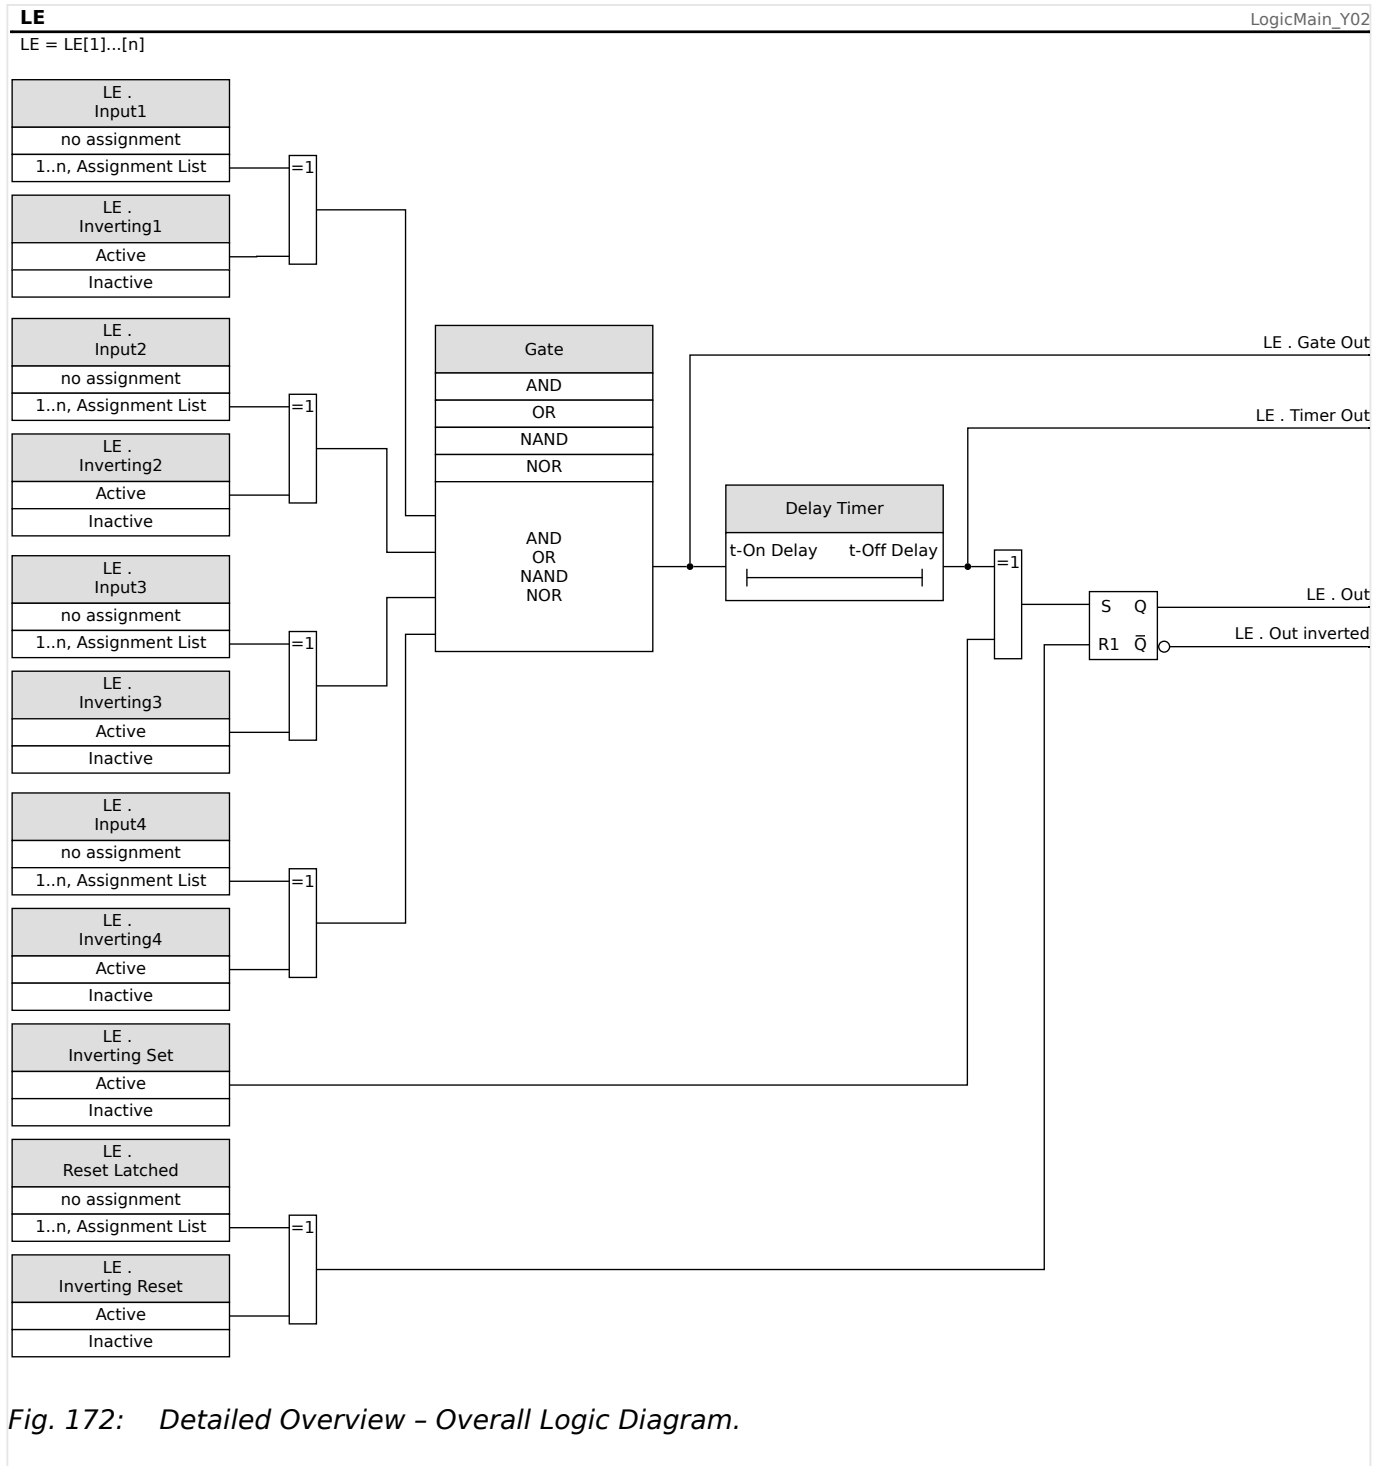 LE
LogicMain_Y02
LE = LE[1]...[n]
LE .
Input1
no assignment
1..n, Assignment List
=1
LE .
Inverting1
Active
Inactive
LE .
Input2
no assignment
1..n, Assignment List
=1
LE .
Inverting2
Active
Inactive
LE .
Input3
no assignment
1..n, Assignment List
=1
LE .
Inverting3
Active
Inactive
LE .
Input4
no assignment
1..n, Assignment List
=1
LE .
Inverting4
Active
Inactive
LE .
Inverting Set
Active
Inactive
LE .
Reset Latched
no assignment
1..n, Assignment List
=1
LE .
Inverting Reset
Active
Inactive
Gate
AND
OR
NAND
NOR
AND
OR
NAND
NOR
Delay Timer
t-On Delay t-Off Delay
=1
S Q
R1 Q̅
LE . Gate Out
LE . Timer Out
LE . Out
LE . Out inverted
Fig. 172: Detailed Overview – Overall Logic Diagram.